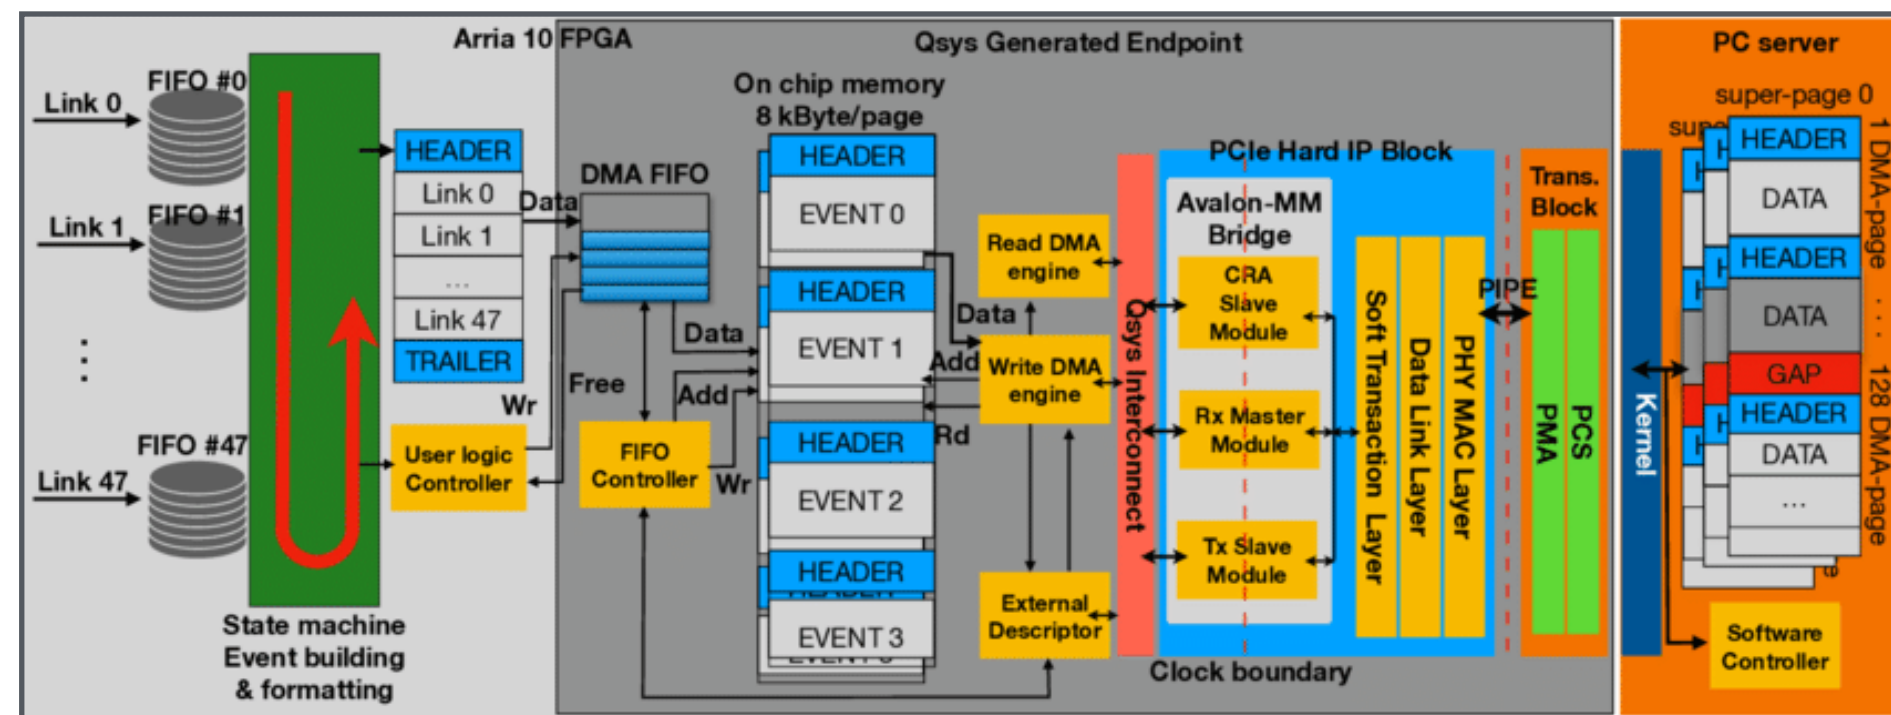 Arria 10 FPGA
Qsys Generated Endpoint
PC server
Link 0
FIFO #0
Link 1
FIFO #1
⋮
Link 47
FIFO #47
State machine
Event building
& formatting
HEADER
Link 0
Link 1
...
Link 47
TRAILER
User logic
Controller
Data
Wr
DMA FIFO
Free
FIFO
Controller
Data
Add
Wr
On chip memory
8 kByte/page
HEADER
EVENT 0
HEADER
EVENT 1
HEADER
EVENT 2
HEADER
HEADER
EVENT 3
Data
Add
Rd
Read DMA
engine
Write DMA
engine
External
Descriptor
Qsys Interconnect
PCIe Hard IP Block
Avalon-MM
Bridge
CRA
Slave
Module
Rx Master
Module
Tx Slave
Module
Clock boundary
Soft Transaction Layer
Data Link Layer
PHY MAC Layer
PIPE
Trans.
Block
PMA
PCS
Kernel
super-page 0
HEADER
DATA
HEADER
DATA
GAP
HEADER
DATA
...
1 DMA-page ... 128 DMA-page
Software
Controller